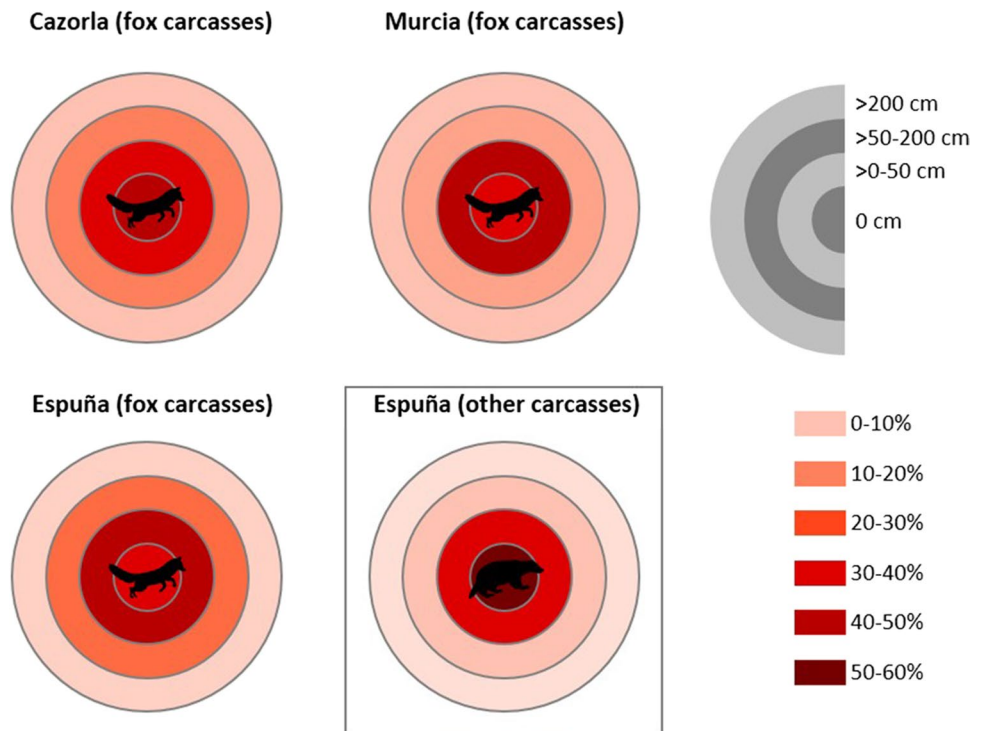 Cazorla (fox carcasses)
Murcia (fox carcasses)
>200 cm
>50-200 cm
>0-50 cm
0 cm
Espuña (fox carcasses)
Espuña (other carcasses)
0-10%
10-20%
20-30%
30-40%
40-50%
50-60%